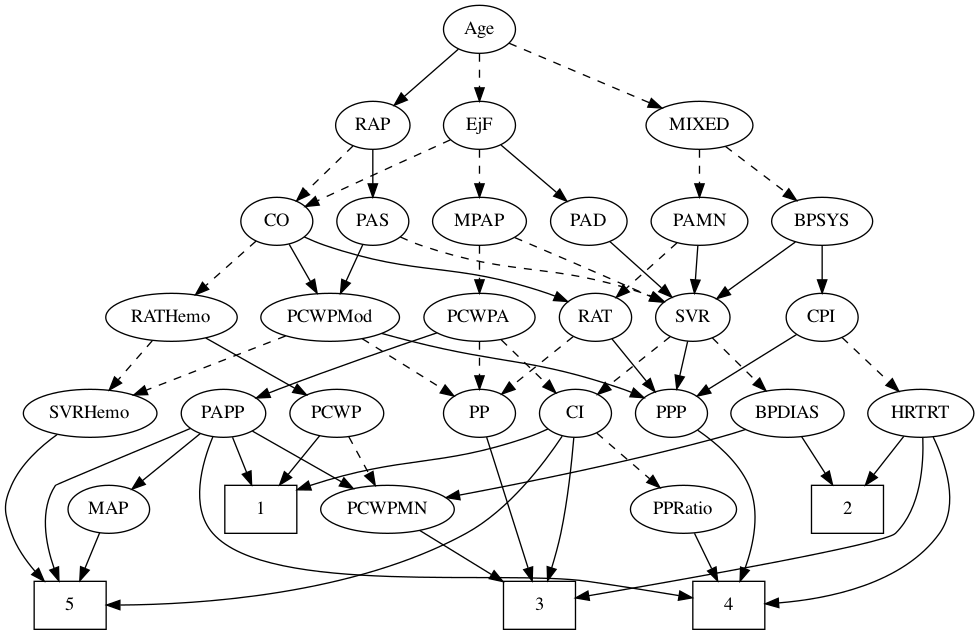 Age
RAP
EjF
MIXED
CO
PAS
MPAP
PAD
PAMN
BPSYS
RATHemo
PCWPMod
PCWPA
RAT
SVR
CPI
SVRHemo
PAPP
PCWP
PP
CI
PPP
BPDIAS
HRTRT
MAP
1
PCWPMN
PPRatio
2
5
3
4